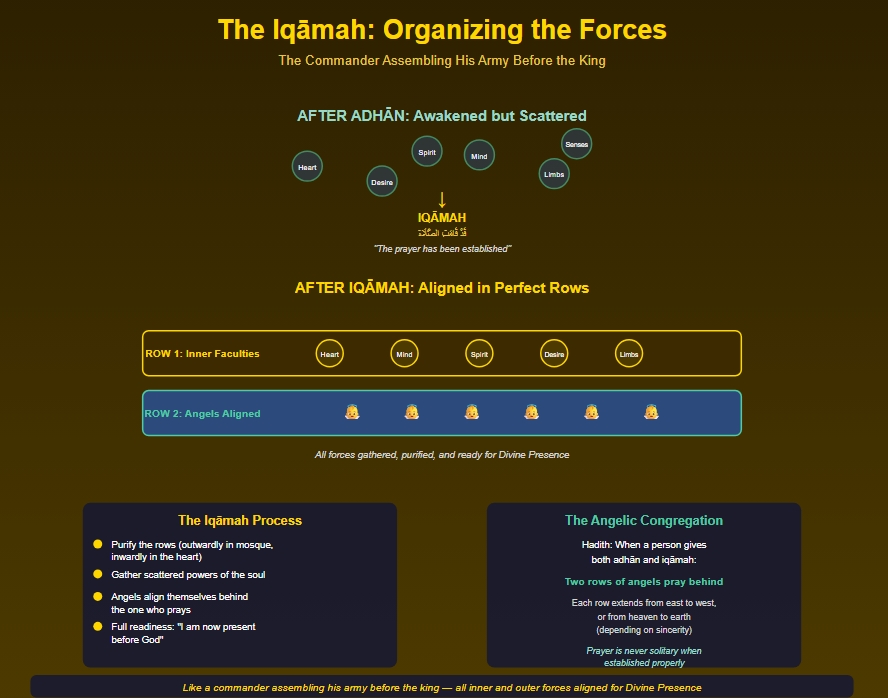 The Iqāmah: Organizing the Forces
The Commander Assembling His Army Before the King
AFTER ADHĀN: Awakened but Scattered
Heart
Desire
Spirit
Mind
Limbs
Senses
↓
IQĀMAH
قَدْ قَامَتِ الصَّلَاةُ
"The prayer has been established"
AFTER IQĀMAH: Aligned in Perfect Rows
ROW 1: Inner Faculties
Heart
Mind
Spirit
Desire
Limbs
ROW 2: Angels Aligned
All forces gathered, purified, and ready for Divine Presence
The Iqāmah Process
Purify the rows (outwardly in mosque,
inwardly in the heart)
Gather scattered powers of the soul
Angels align themselves behind
the one who prays
Full readiness: "I am now present
before God"
The Angelic Congregation
Hadith: When a person gives
both adhān and iqāmah:
Two rows of angels pray behind
Each row extends from east to west,
or from heaven to earth
(depending on sincerity)
Prayer is never solitary when
established properly
Like a commander assembling his army before the king — all inner and outer forces aligned for Divine Presence